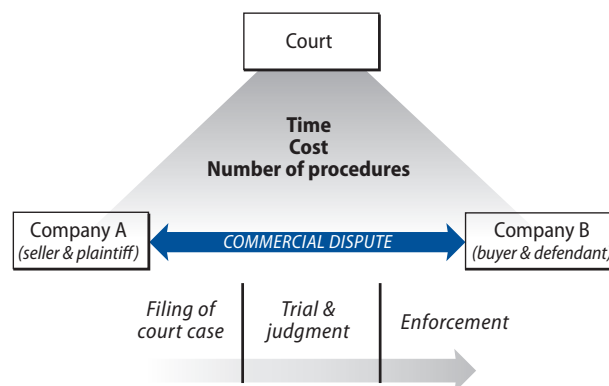 Court
Time
Cost
Number of procedures
Company A
(seller & plaintiff)
COMMERCIAL DISPUTE
Company B
(buyer & defendant)
Filing of
court case
Trial &
judgment
Enforcement